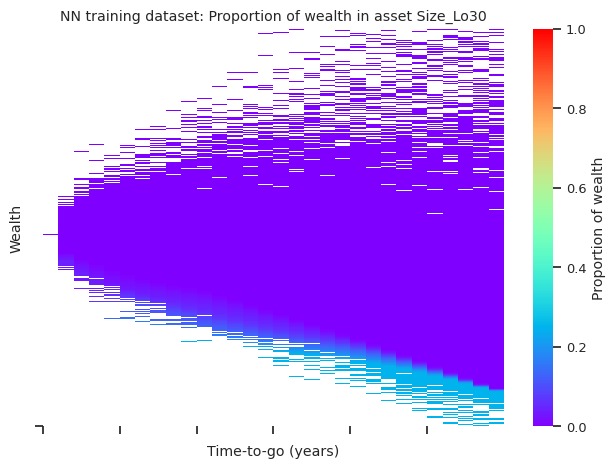 NN training dataset: Proportion of wealth in asset Size_Lo30
1.0
0.8
0.6
0.4
0.2
0.0
Proportion of wealth
Wealth
Time-to-go (years)